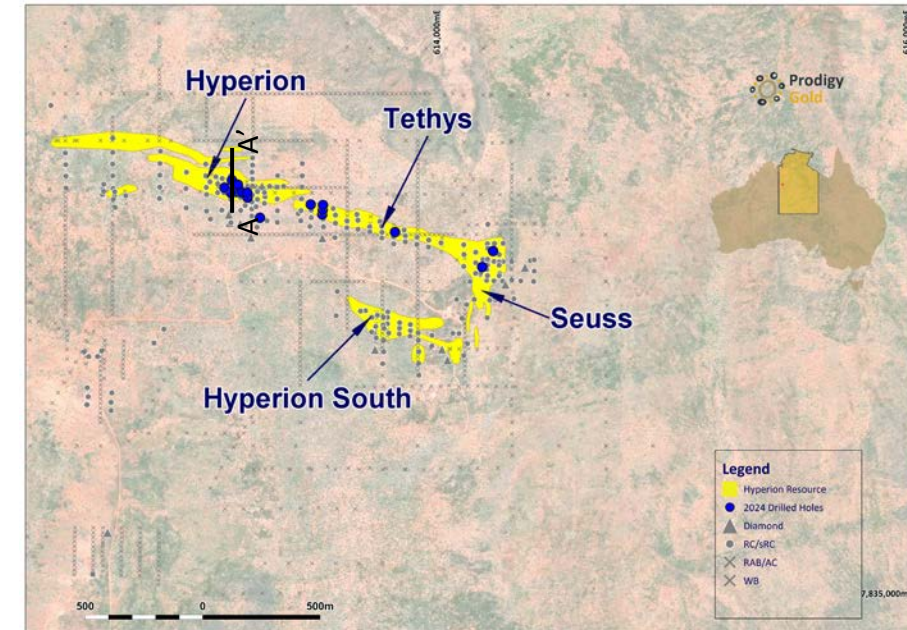 614,000mE
616,000mE
Prodigy
Gold
Hyperion
Tethys
A'
A
Seuss
Hyperion South
Legend
Hyperion Resource
2024 Drilled Holes
Diamond
RC/sRC
RAB/AC
WB
7,835,000mN
500
0
500m